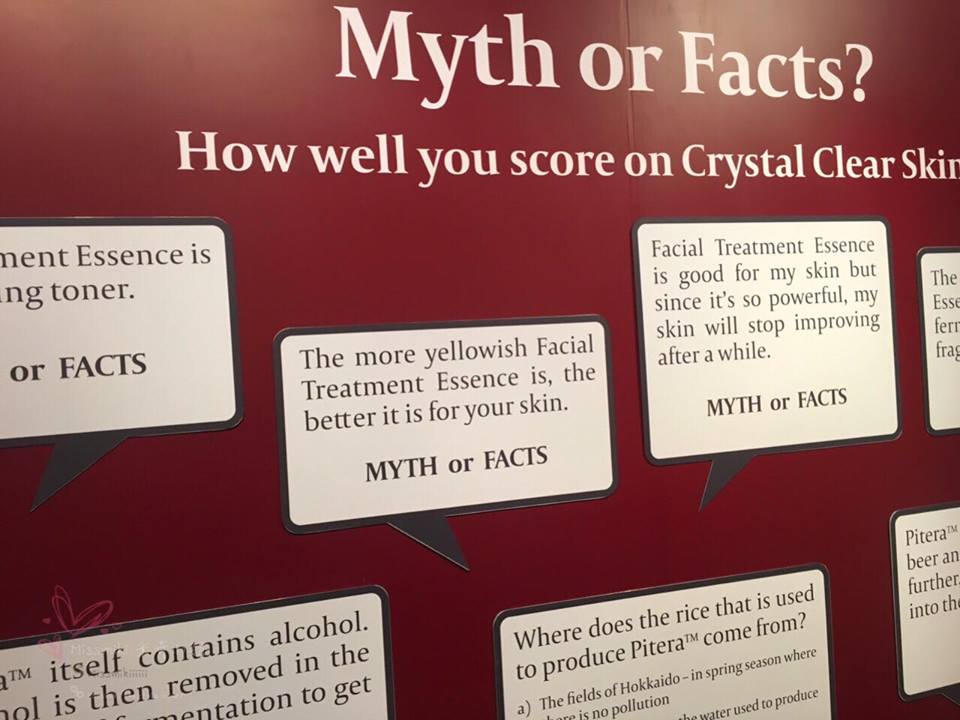 Myth or Facts?
How well you score on Crystal Clear Skin
ment Essence is
ing toner.
or FACTS
The more yellowish Facial
Treatment Essence is, the
better it is for your skin.
MYTH or FACTS
Facial Treatment Essence
is good for my skin but
since it's so powerful, my
skin will stop improving
after a while.
MYTH or FACTS
The
Esse
ferm
frag
™ itself contains alcohol.
ol is then removed in the
mentation to get
Where does the rice that is used
to produce Pitera™ come from?
a) The fields of Hokkaido – in spring season where
here is no pollution
the water used to produce
Pitera™
beer an
further,
into the